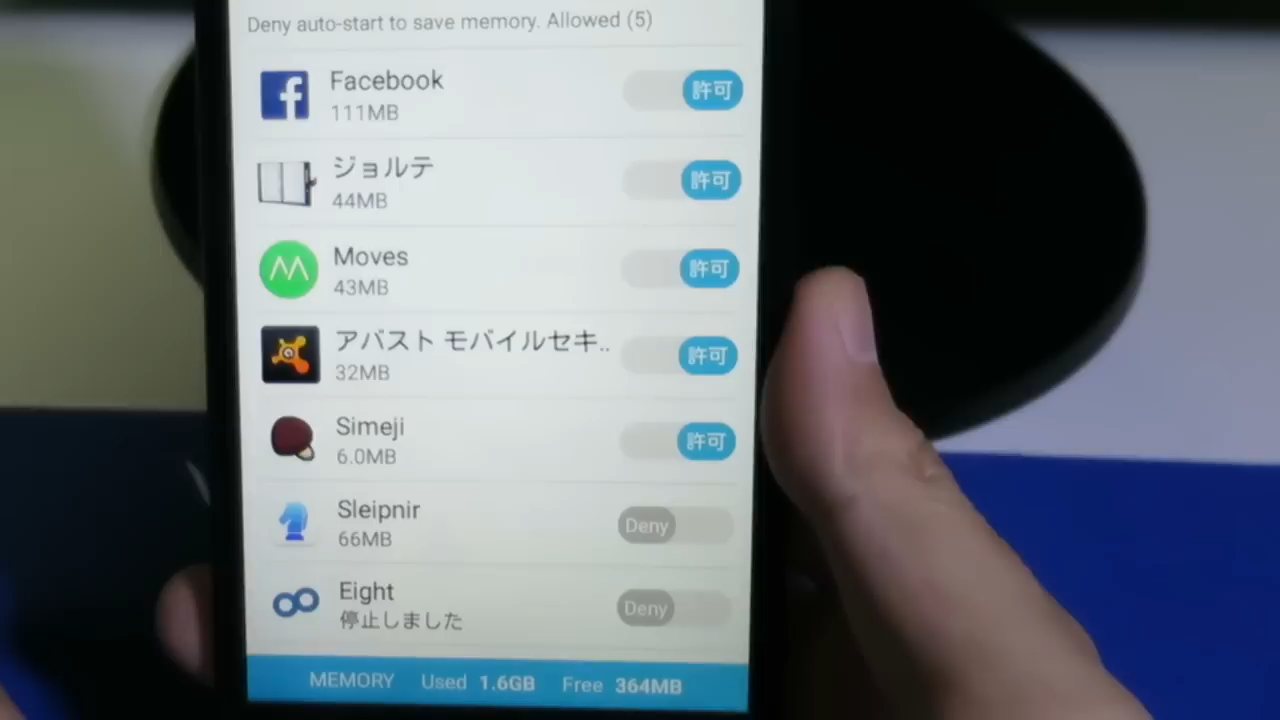 Deny auto-start to save memory. Allowed (5)
Facebook
111MB
許可
ジョルテ
44MB
許可
Moves
43MB
許可
アバスト モバイルセキ..
32MB
許可
Simeji
6.0MB
許可
Sleipnir
66MB
Deny
Eight
停止しました
Deny
MEMORY Used 1.6GB Free 364MB